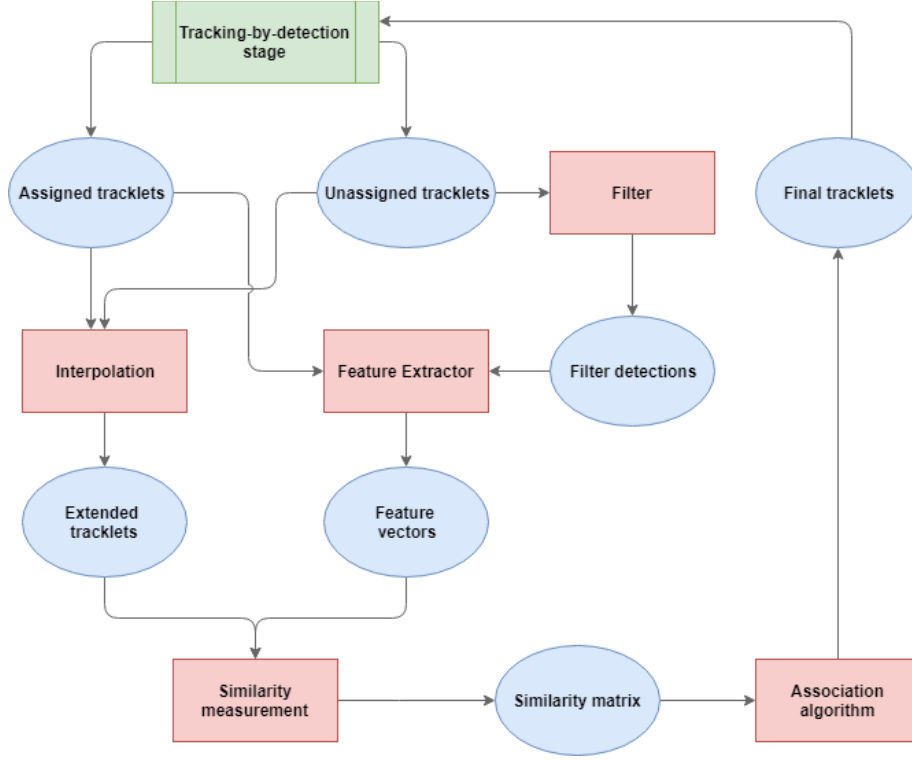 Tracking-by-detection
stage
Assigned tracklets
Unassigned tracklets
Filter
Final tracklets
Interpolation
Feature Extractor
Filter detections
Extended
tracklets
Feature
vectors
Similarity
measurement
Similarity matrix
Association
algorithm